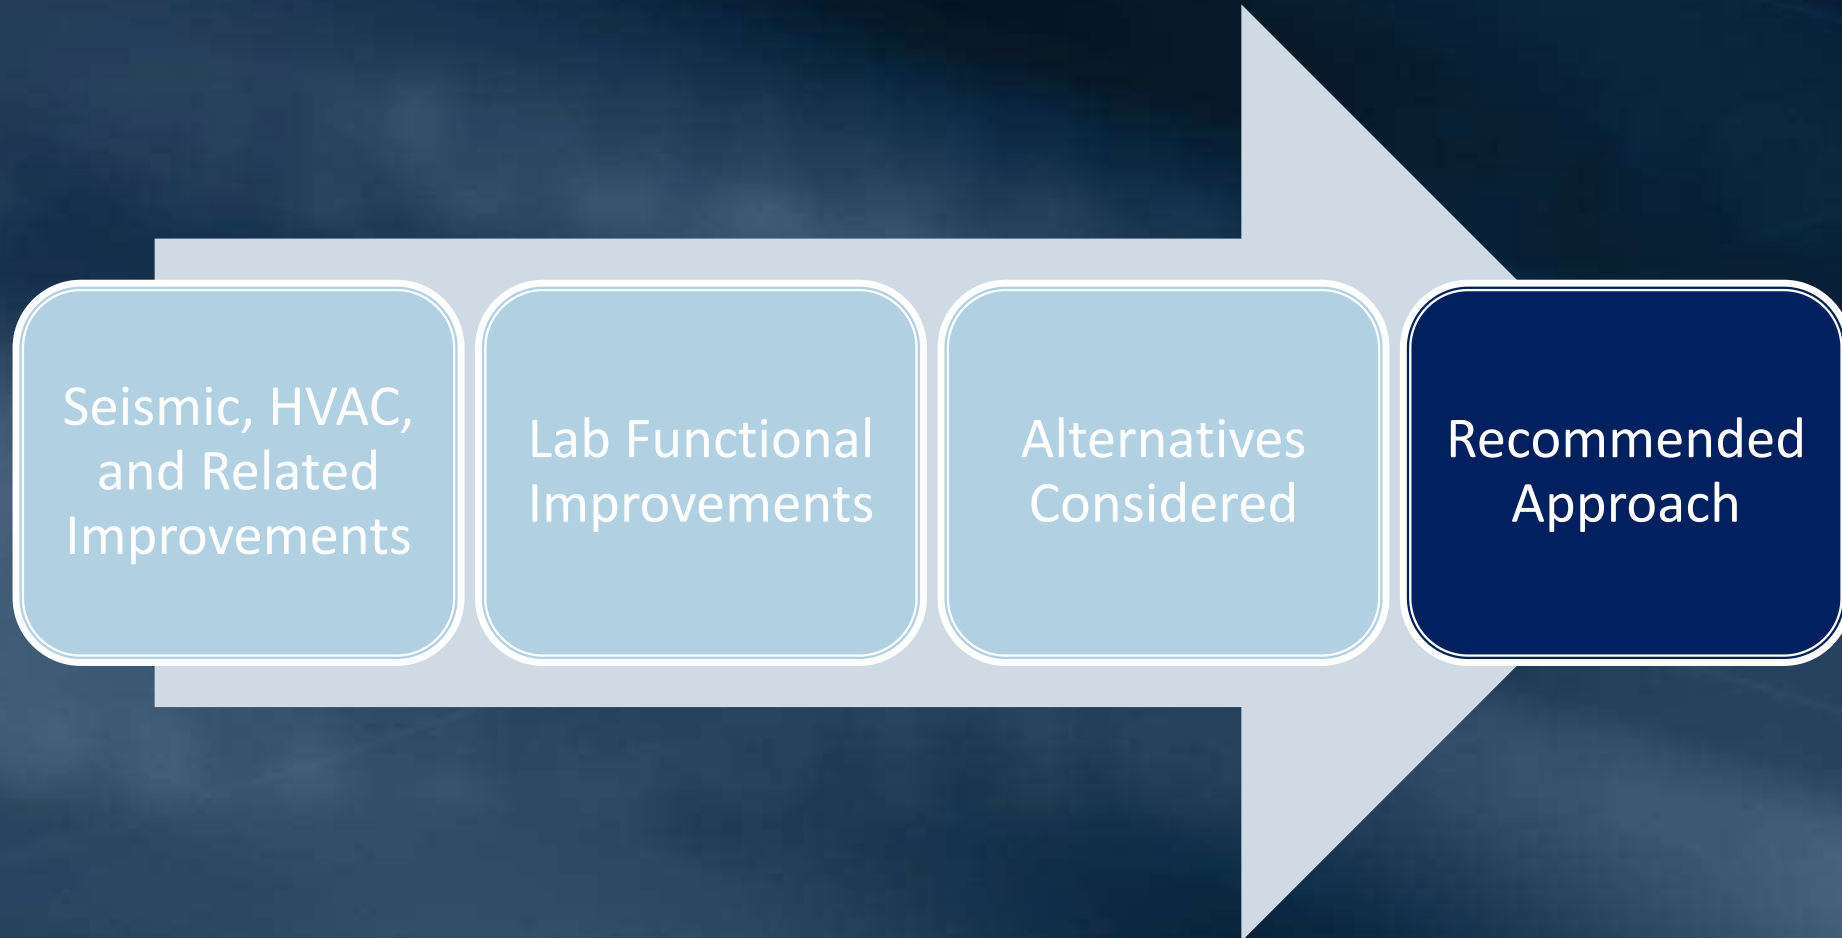 Seismic, HVAC,
and Related
Improvements
Lab Functional
Improvements
Alternatives
Considered
Recommended
Approach